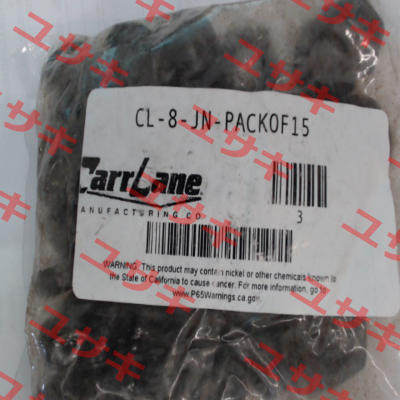 CL-8-JN-PACKOF15
CarrLane
MANUFACTURING CO
3
WARNING: This product may contain nickel or other chemicals known to
the State of California to cause cancer. For more information, go to
www.P65Warnings.ca.gov.
ユサキ